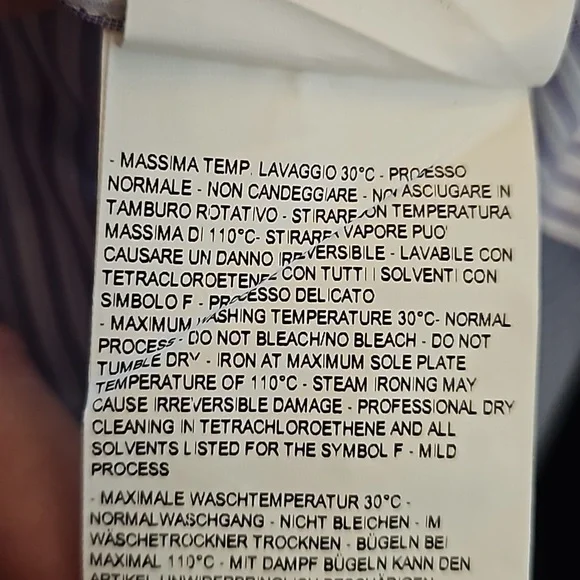 - MASSIMA TEMP. LAVAGGIO 30°C - PROCESSO
NORMALE - NON CANDEGGIARE - NON ASCIUGARE IN
TAMBURO ROTATIVO - STIRARE CON TEMPERATURA
MASSIMA DI 110°C- STIRARE A VAPORE PUO'
CAUSARE UN DANNO IRREVERSIBILE - LAVABILE CON
TETRACLOROETENE CON TUTTI I SOLVENTI CON
SIMBOLO F - PROCESSO DELICATO
- MAXIMUM WASHING TEMPERATURE 30°C- NORMAL
PROCESS - DO NOT BLEACH/NO BLEACH - DO NOT
TUMBLE DRY - IRON AT MAXIMUM SOLE PLATE
TEMPERATURE OF 110°C - STEAM IRONING MAY
CAUSE IRREVERSIBLE DAMAGE - PROFESSIONAL DRY
CLEANING IN TETRACHLOROETHENE AND ALL
SOLVENTS LISTED FOR THE SYMBOL F - MILD
PROCESS
- MAXIMALE WASCHTEMPERATUR 30°C -
NORMALWASCHGANG - NICHT BLEICHEN - IM
WÄSCHETROCKNER TROCKNEN - BÜGELN BEI
MAXIMAL 110°C - MIT DAMPF BÜGELN KANN DEN